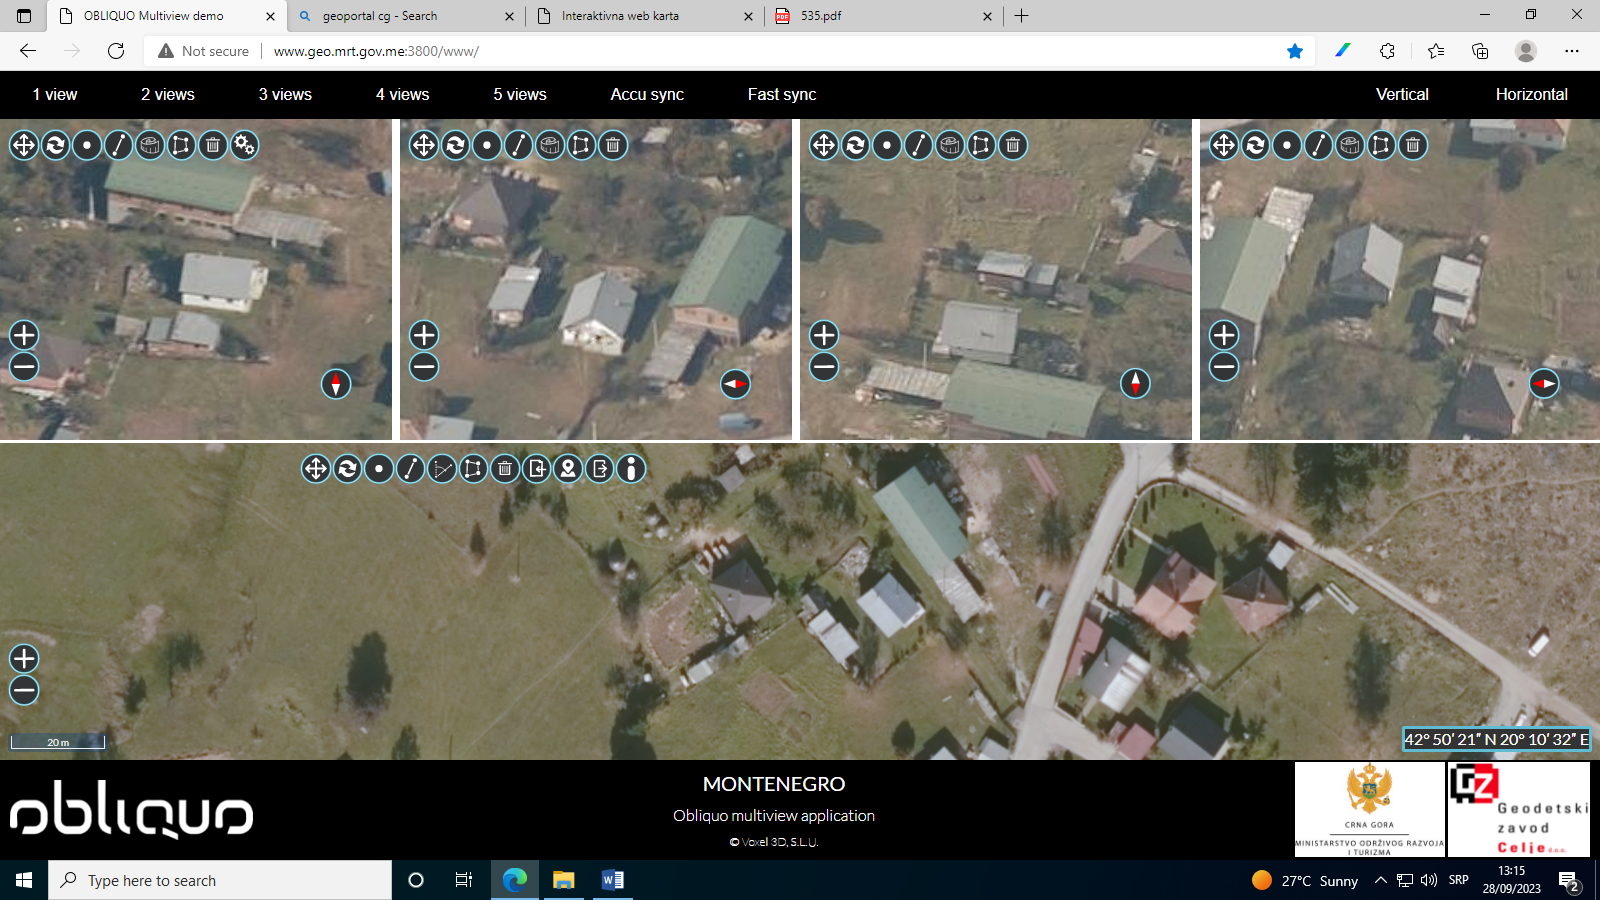 OBLIQUO Multiview demo
geoportal cg - Search
Interaktivna web karta
535.pdf
Not secure
www.geo.mrt.gov.me:3800/www/
1 view
2 views
3 views
4 views
5 views
Accu sync
Fast sync
Vertical
Horizontal
20 m
42° 50′ 21″ N 20° 10′ 32″ E
obliquo
MONTENEGRO
Obliquo multiview application
© Voxel 3D, S.L.U.
CRNA GORA
MINISTARSTVO ODRŽIVOG RAZVOJA
I TURIZMA
GZ
Geodetski
zavod
Celje d.o.o.
Type here to search
27°C Sunny
SRP
13:15
28/09/2023
2